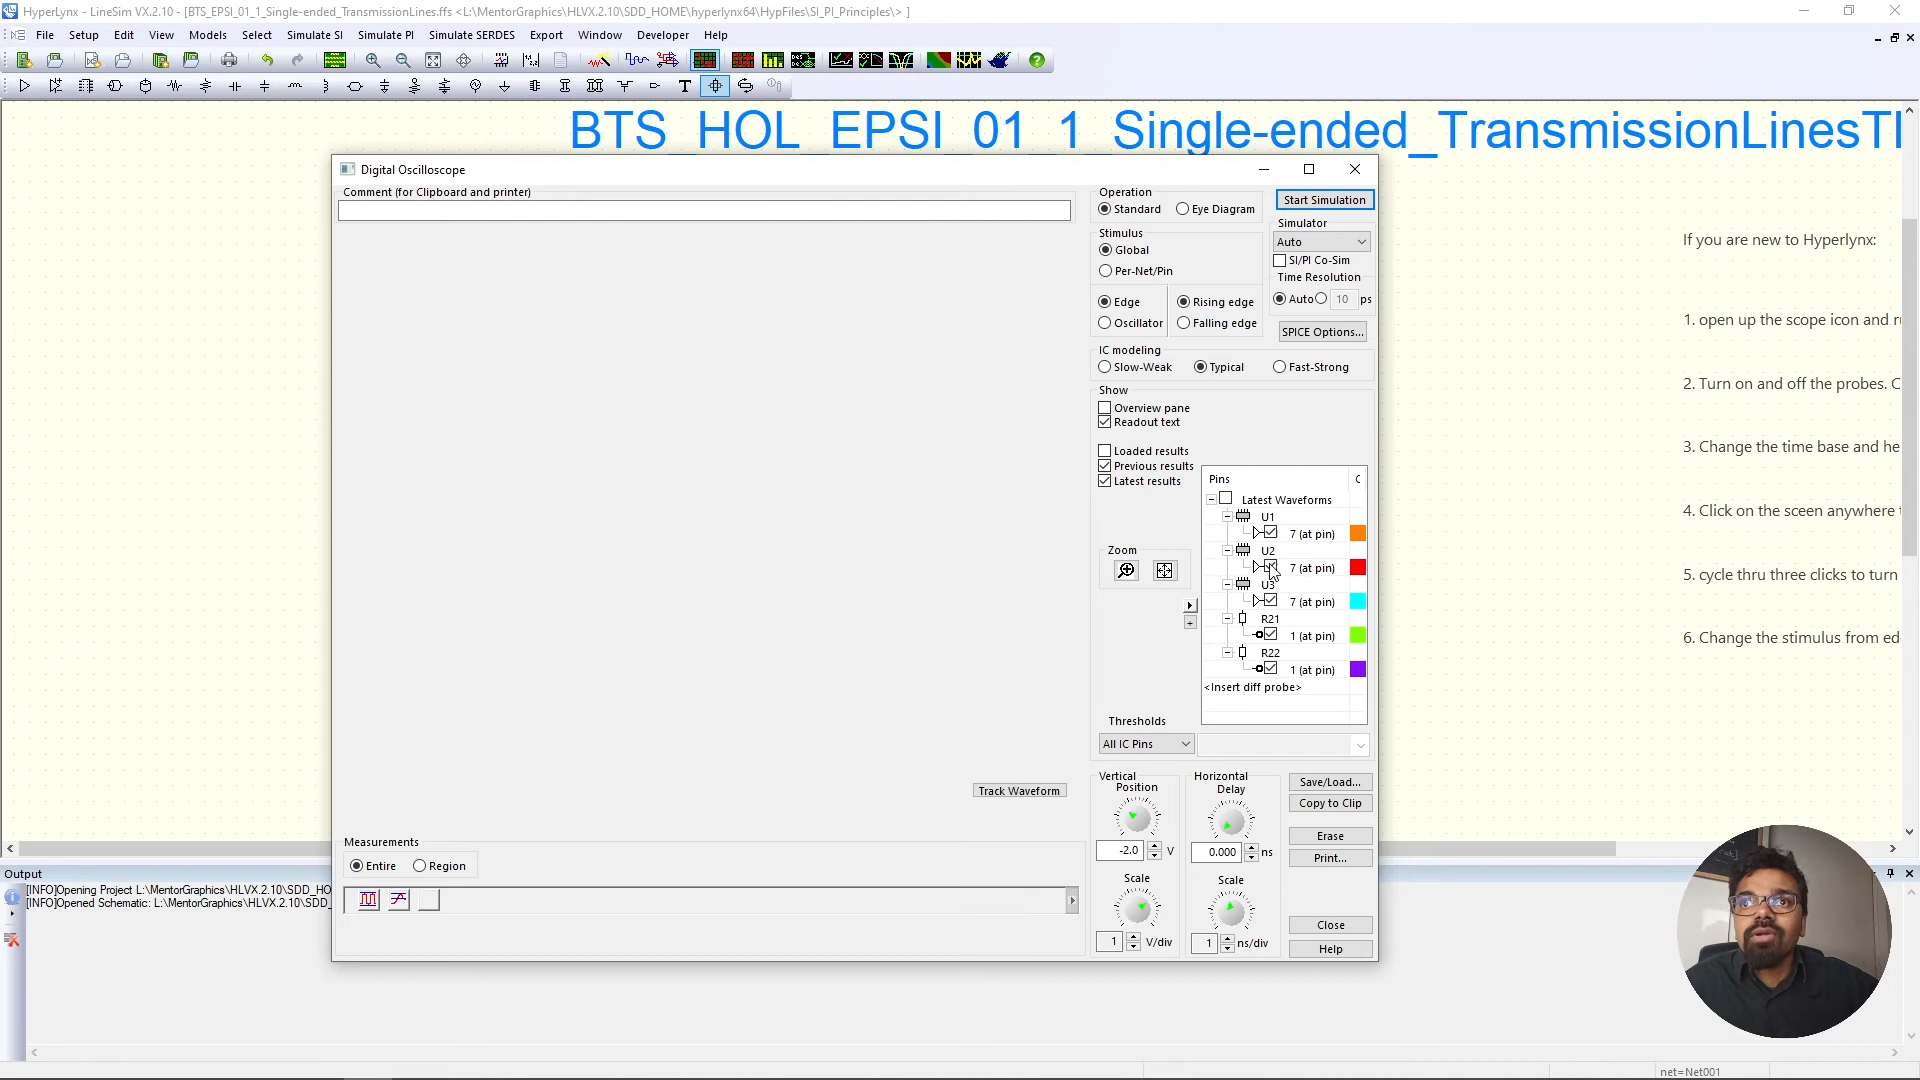 HyperLynx - LineSim VX.2.10 - [BTS_EPSI_01_1_Single-ended_TransmissionLines.ffs <L:\MentorGraphics\HLVX.2.10\SDD_HOME\hyperlynx64\HypFiles\SI_PI_Principles\> ]
File Setup Edit View Models Select Simulate SI Simulate PI Simulate SERDES Export Window Developer Help
BTS_HOL_EPSI_01_1_Single-ended_TransmissionLinesTl
Digital Oscilloscope
Comment (for Clipboard and printer)
Operation
Standard Eye Diagram
Start Simulation
Stimulus
Global
Per-Net/Pin
Edge Rising edge
Oscillator Falling edge
Simulator
Auto
SI/PI Co-Sim
Time Resolution
Auto 10 ps
SPICE Options...
IC modeling
Slow-Weak Typical Fast-Strong
Show
Overview pane
Readout text
Loaded results
Previous results
Latest results
Pins C
Latest Waveforms
U1
7 (at pin)
U2
7 (at pin)
U3
7 (at pin)
R21
1 (at pin)
R22
1 (at pin)
<Insert diff probe>
Zoom
Thresholds
All IC Pins
Vertical
Position
-2.0 V
Scale
1 V/div
Horizontal
Delay
0.000 ns
Scale
1 ns/div
Save/Load...
Copy to Clip
Erase
Print...
Close
Help
Track Waveform
Measurements
Entire Region
If you are new to Hyperlynx:
1. open up the scope icon and r
2. Turn on and off the probes. C
3. Change the time base and he
4. Click on the sceen anywhere
5. cycle thru three clicks to turn
6. Change the stimulus from ed
Output
[INFO]Opening Project L:\MentorGraphics\HLVX.2.10\SDD_HO
[INFO]Opened Schematic: L:\MentorGraphics\HLVX.2.10\SDD_
net=Net001